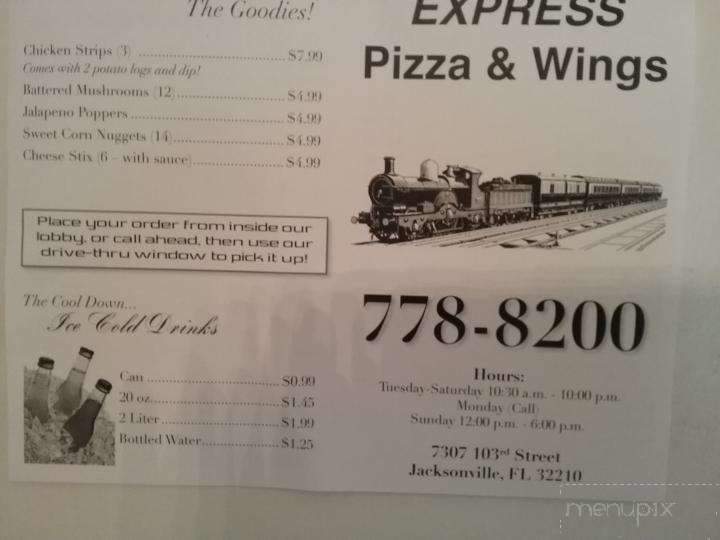 The Goodies!
Chicken Strips (3) ........ $7.99
Comes with 2 potato logs and dip!
Battered Mushrooms (12) ........ $4.99
Jalapeno Poppers ........ $4.99
Sweet Corn Nuggets (14) ........ $4.99
Cheese Stix (6 – with sauce) ........ $4.99
Place your order from inside our
lobby, or call ahead, then use our
drive-thru window to pick it up!
The Cool Down...
Ice Cold Drinks
Can ........ $0.99
20 oz ........ $1.45
2 Liter ........ $1.99
Bottled Water ........ $1.25
EXPRESS
Pizza & Wings
778-8200
Hours:
Tuesday-Saturday 10:30 a.m. - 10:00 p.m.
Monday (Call)
Sunday 12:00 p.m. - 6:00 p.m.
7307 103rd Street
Jacksonville, FL 32210
menupix